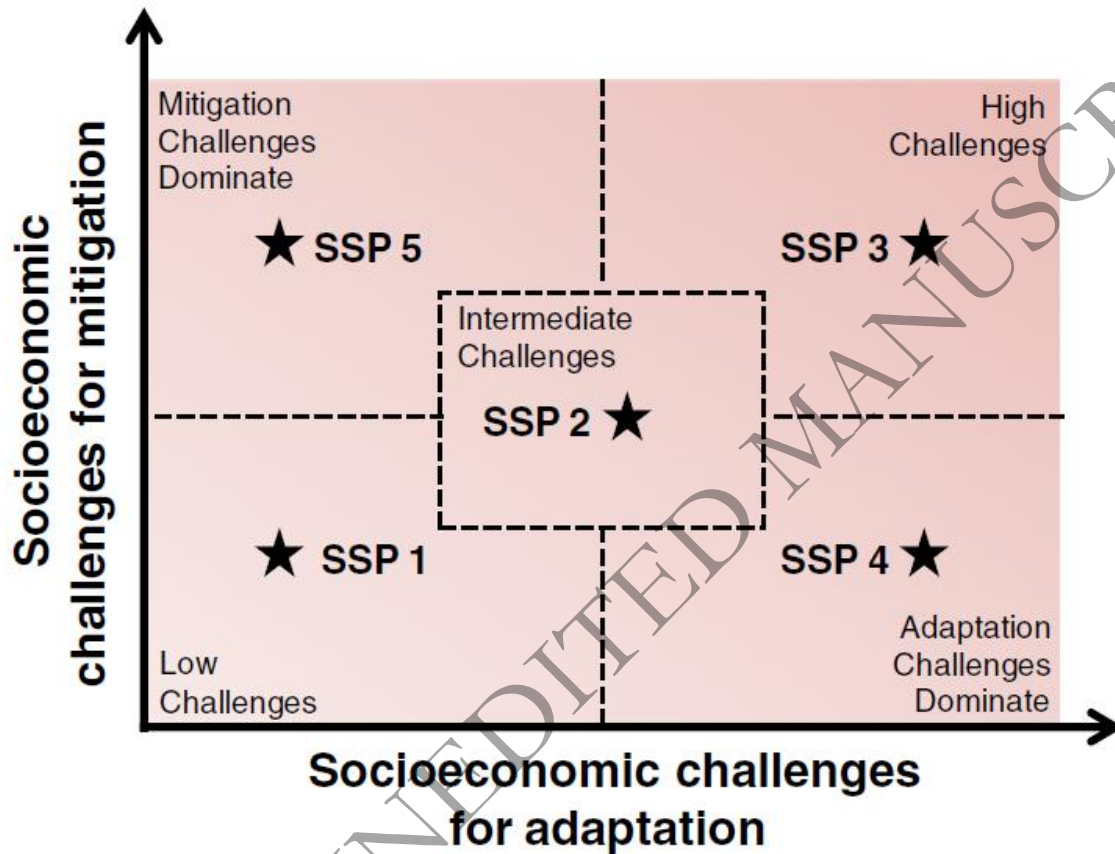 Socioeconomic
challenges for mitigation
Mitigation
Challenges
Dominate
High
Challenges
SSP 5
SSP 3
Intermediate
Challenges
SSP 2
SSP 1
SSP 4
Low
Challenges
Adaptation
Challenges
Dominate
Socioeconomic challenges
for adaptation
UNEDITED